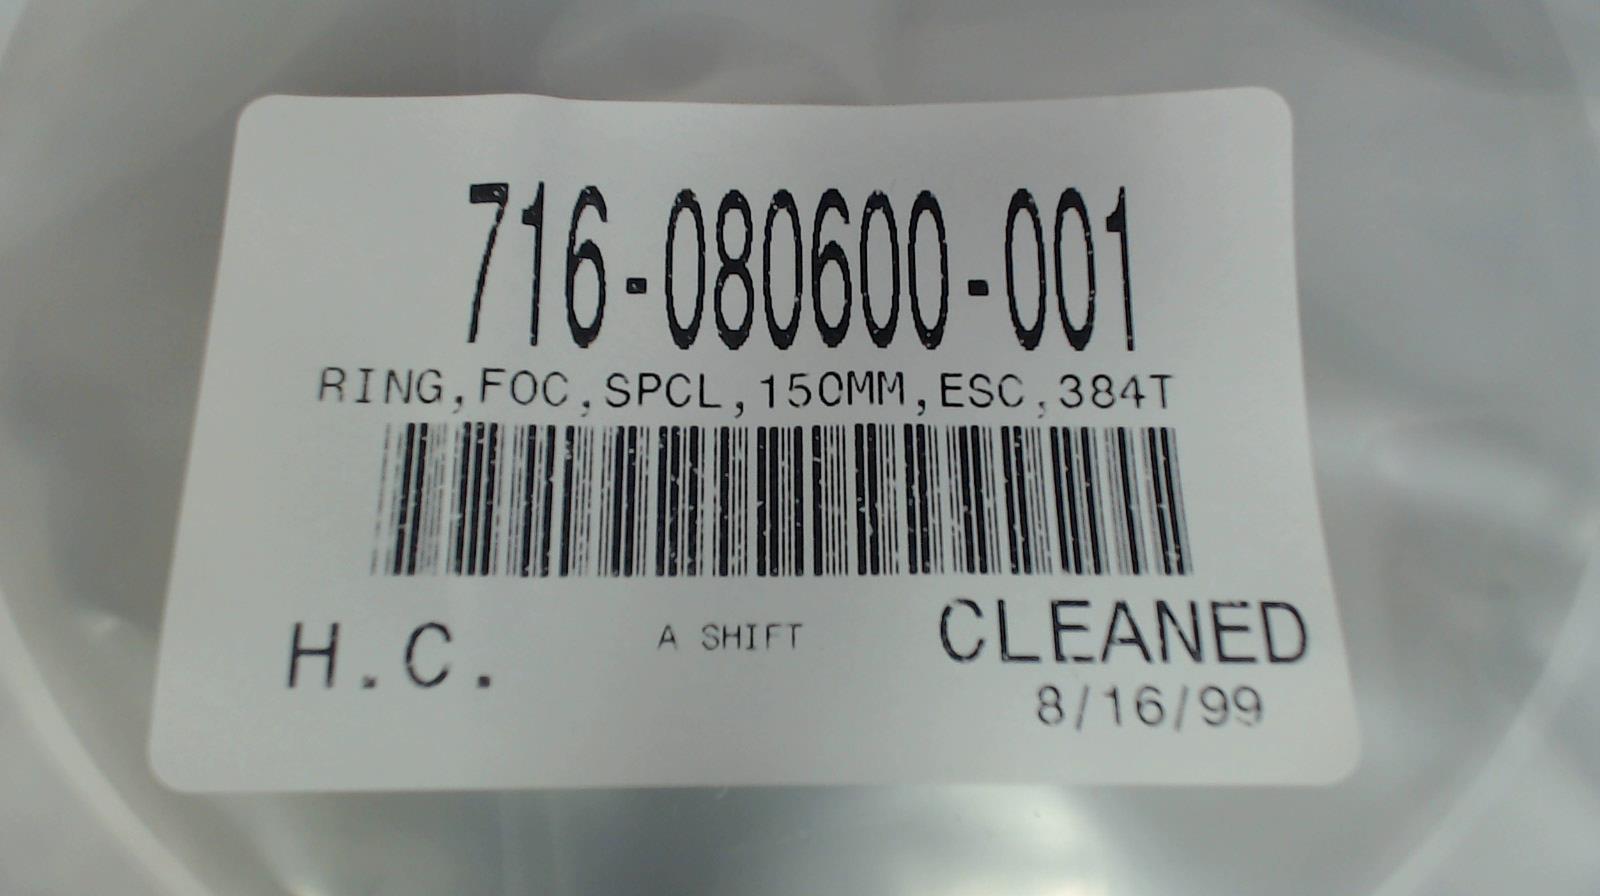 716-080600-001
RING,FOC,SPCL,150MM,ESC,384T
H.C.
A SHIFT
CLEANED
8/16/99